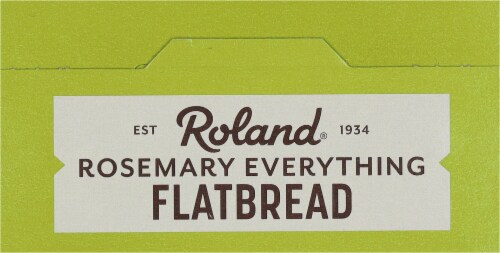 EST Roland® 1934
ROSEMARY EVERYTHING
FLATBREAD